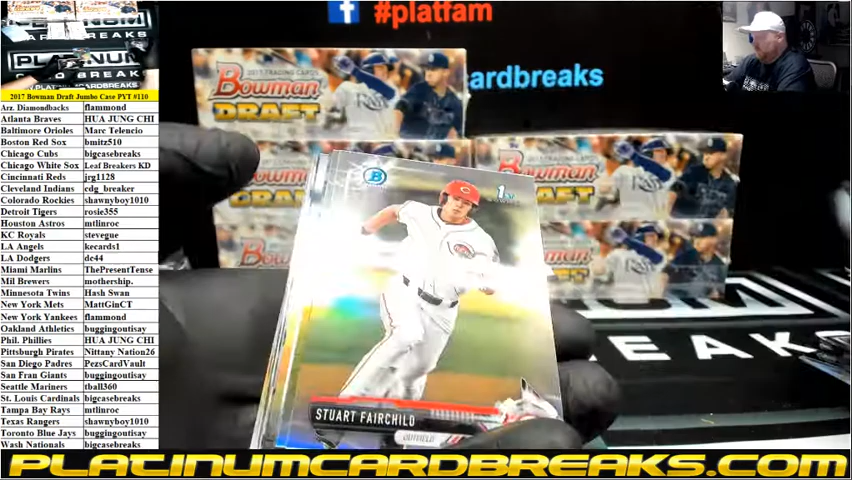 #platfam
cardbreaks
2017 TRADING CARDS
Bowman
DRAFT
PLATINUM
CARD BREAKS
2017 Bowman Draft Jumbo Case PYT #110
Arz. Diamondbacks flammond
Atlanta Braves HUA JUNG CHI
Baltimore Orioles Marc Telencio
Boston Red Sox bmitz510
Chicago Cubs bigcasebreaks
Chicago White Sox Leaf Breakers KD
Cincinnati Reds jrg1128
Cleveland Indians cdg_breaker
Colorado Rockies shawnyboy1010
Detroit Tigers rosie355
Houston Astros mtlinroc
KC Royals stevegue
LA Angels kecards1
LA Dodgers dc44
Miami Marlins ThePresentTense
Mil Brewers mothership.
Minnesota Twins Hash Swan
New York Mets MattGinCT
New York Yankees flammond
Oakland Athletics buggingoutisay
Phil. Phillies HUA JUNG CHI
Pittsburgh Pirates Nittany Nation26
San Diego Padres PezsCardVault
San Fran Giants buggingoutisay
Seattle Mariners tball360
St. Louis Cardinals bigcasebreaks
Tampa Bay Rays mtlinroc
Texas Rangers shawnyboy1010
Toronto Blue Jays buggingoutisay
Wash Nationals bigcasebreaks
1st
STUART FAIRCHILD
OUTFIELD
BREAKS
PLATINUMCARDBREAKS.COM